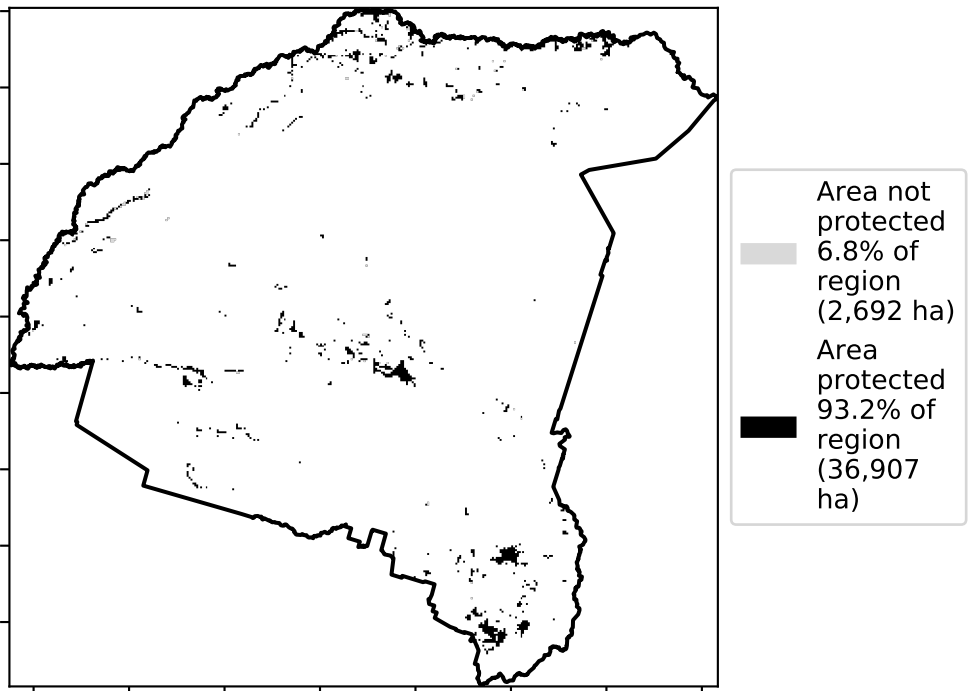 Area not
protected
6.8% of
region
(2,692 ha)
Area
protected
93.2% of
region
(36,907
ha)